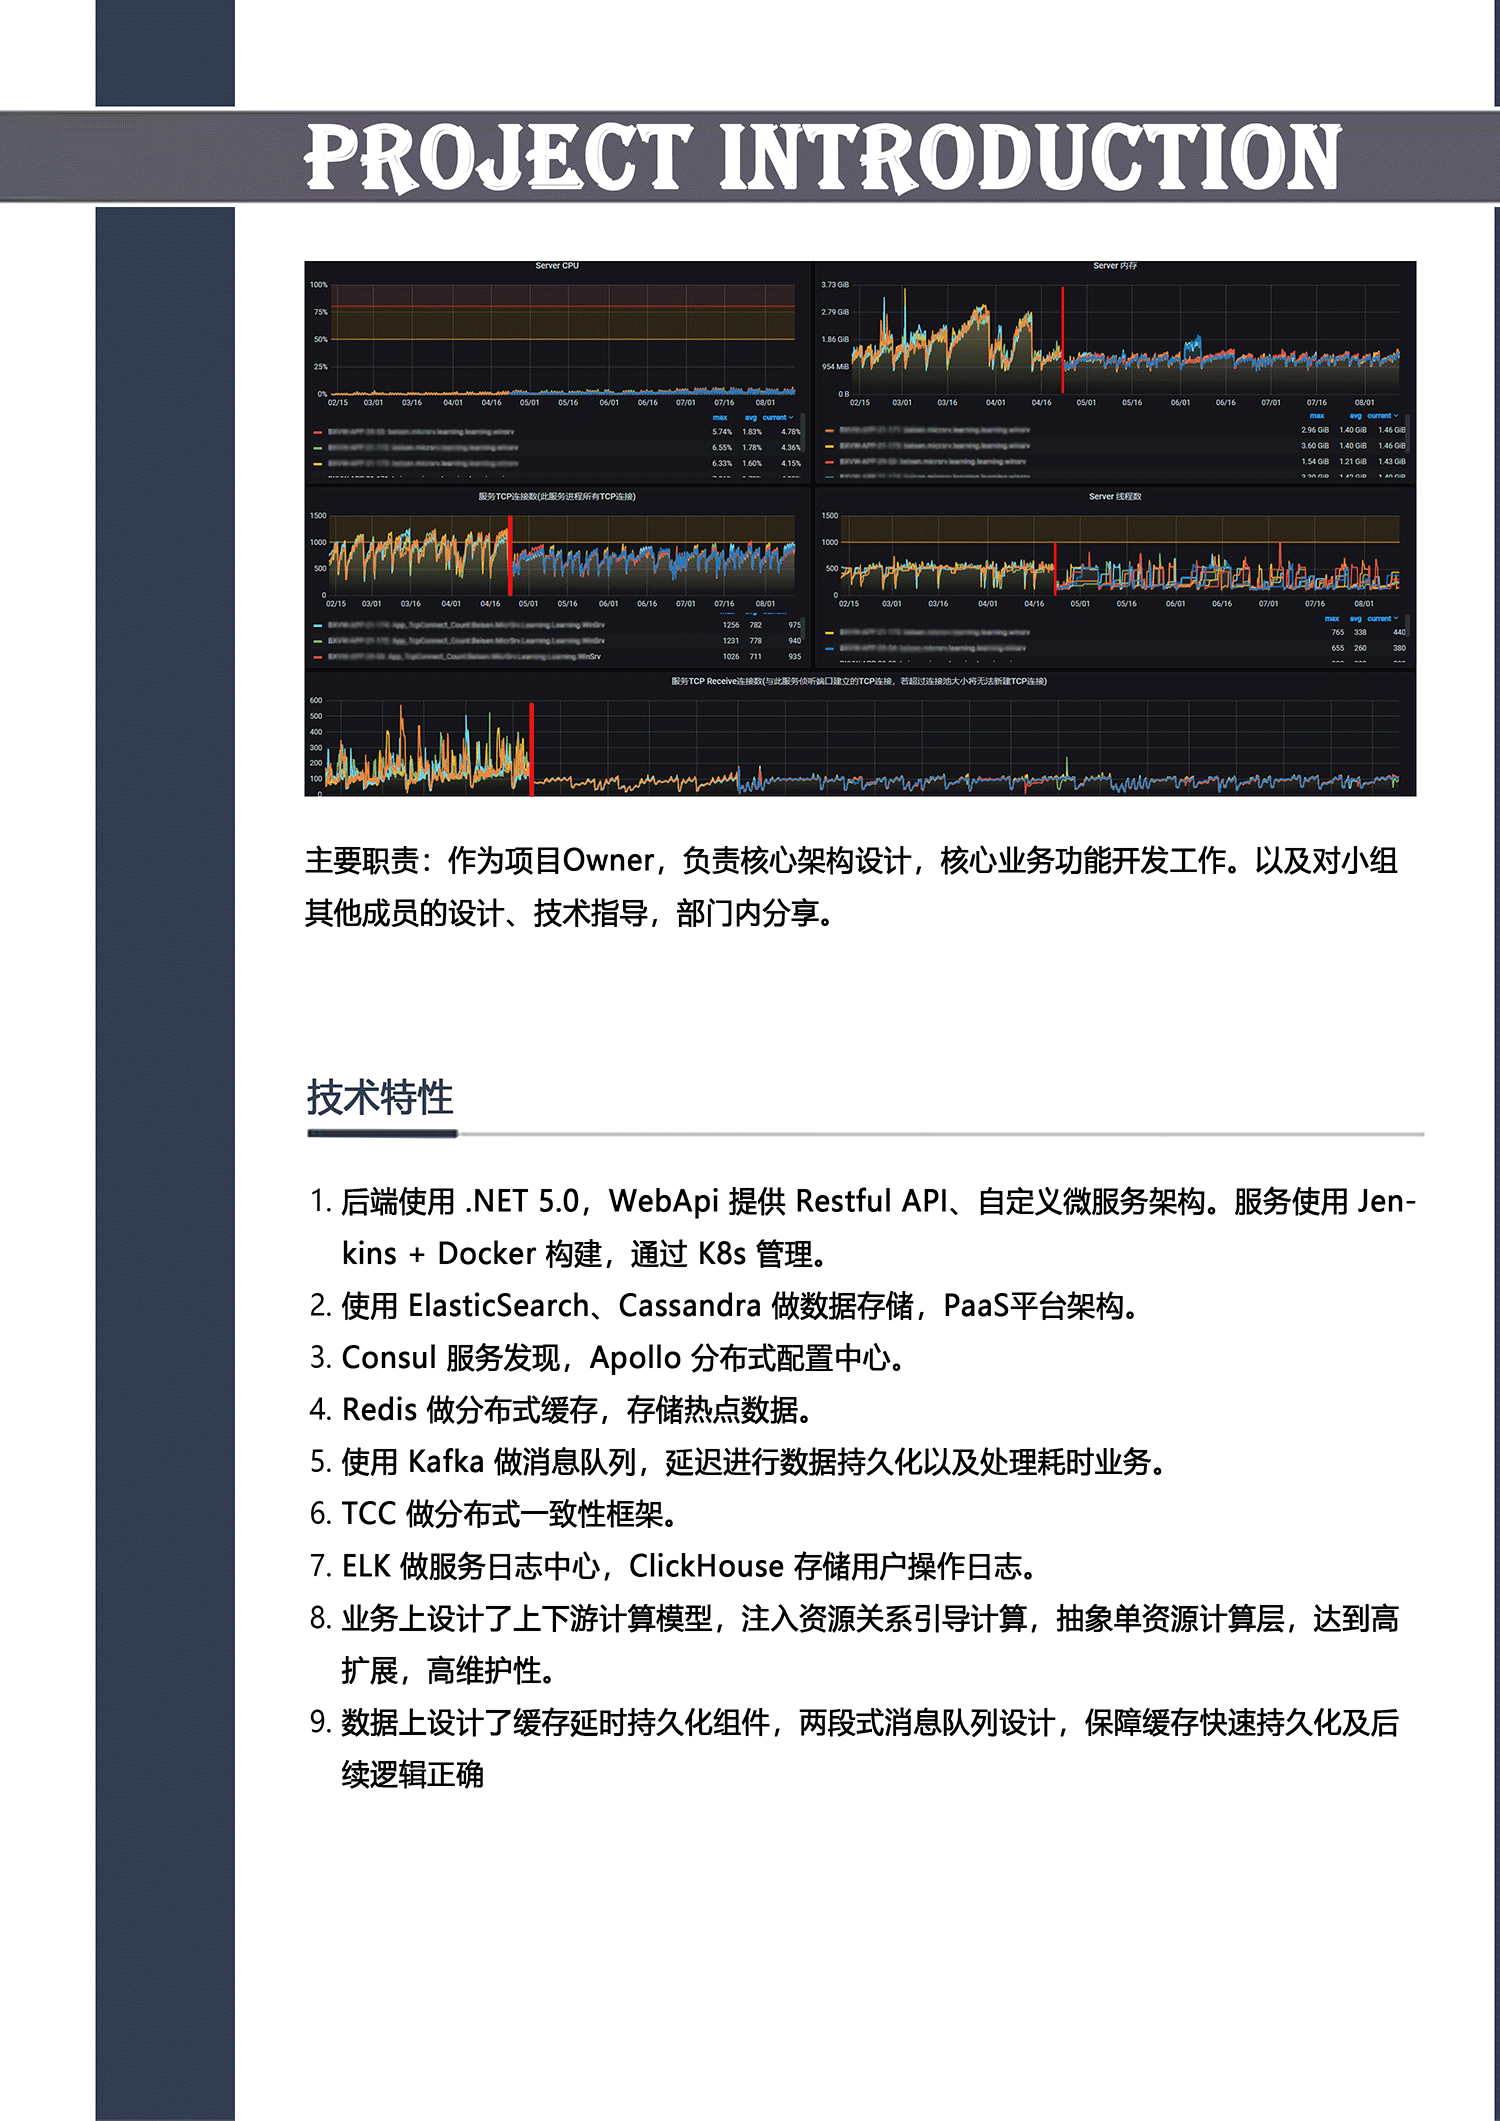 PROJECT INTRODUCTION
Server CPU
100%
75%
50%
25%
0%
02/15 03/01 03/16 04/01 04/16 05/01 05/16 06/01 06/16 07/01 07/16 08/01
max avg current
5.74% 1.83% 4.78%
6.55% 1.78% 4.36%
6.33% 1.60% 4.15%
Server 内存
3.73 GiB
2.79 GiB
1.86 GiB
954 MiB
0 B
02/15 03/01 03/16 04/01 04/16 05/01 05/16 06/01 06/16 07/01 07/16 08/01
max avg current
2.96 GiB 1.40 GiB 1.46 GiB
3.60 GiB 1.40 GiB 1.46 GiB
1.54 GiB 1.21 GiB 1.43 GiB
服务TCP连接数(此服务进程所有TCP连接)
1500
1000
500
0
02/15 03/01 03/16 04/01 04/16 05/01 05/16 06/01 06/16 07/01 07/16 08/01
1256 782 975
1231 778 940
1026 711 935
Server 线程数
1500
1000
500
0
02/15 03/01 03/16 04/01 04/16 05/01 05/16 06/01 06/16 07/01 07/16 08/01
max avg current
765 338 440
655 260 380
服务TCP Receive连接数(与此服务侦听端口建立的TCP连接，若超过连接池大小将无法新建TCP连接)
600
500
400
300
200
100
0
主要职责：作为项目Owner，负责核心架构设计，核心业务功能开发工作。以及对小组
其他成员的设计、技术指导，部门内分享。
技术特性
1. 后端使用 .NET 5.0，WebApi 提供 Restful API、自定义微服务架构。服务使用 Jen-
kins + Docker 构建，通过 K8s 管理。
2. 使用 ElasticSearch、Cassandra 做数据存储，PaaS平台架构。
3. Consul 服务发现，Apollo 分布式配置中心。
4. Redis 做分布式缓存，存储热点数据。
5. 使用 Kafka 做消息队列，延迟进行数据持久化以及处理耗时业务。
6. TCC 做分布式一致性框架。
7. ELK 做服务日志中心，ClickHouse 存储用户操作日志。
8. 业务上设计了上下游计算模型，注入资源关系引导计算，抽象单资源计算层，达到高
扩展，高维护性。
9. 数据上设计了缓存延时持久化组件，两段式消息队列设计，保障缓存快速持久化及后
续逻辑正确